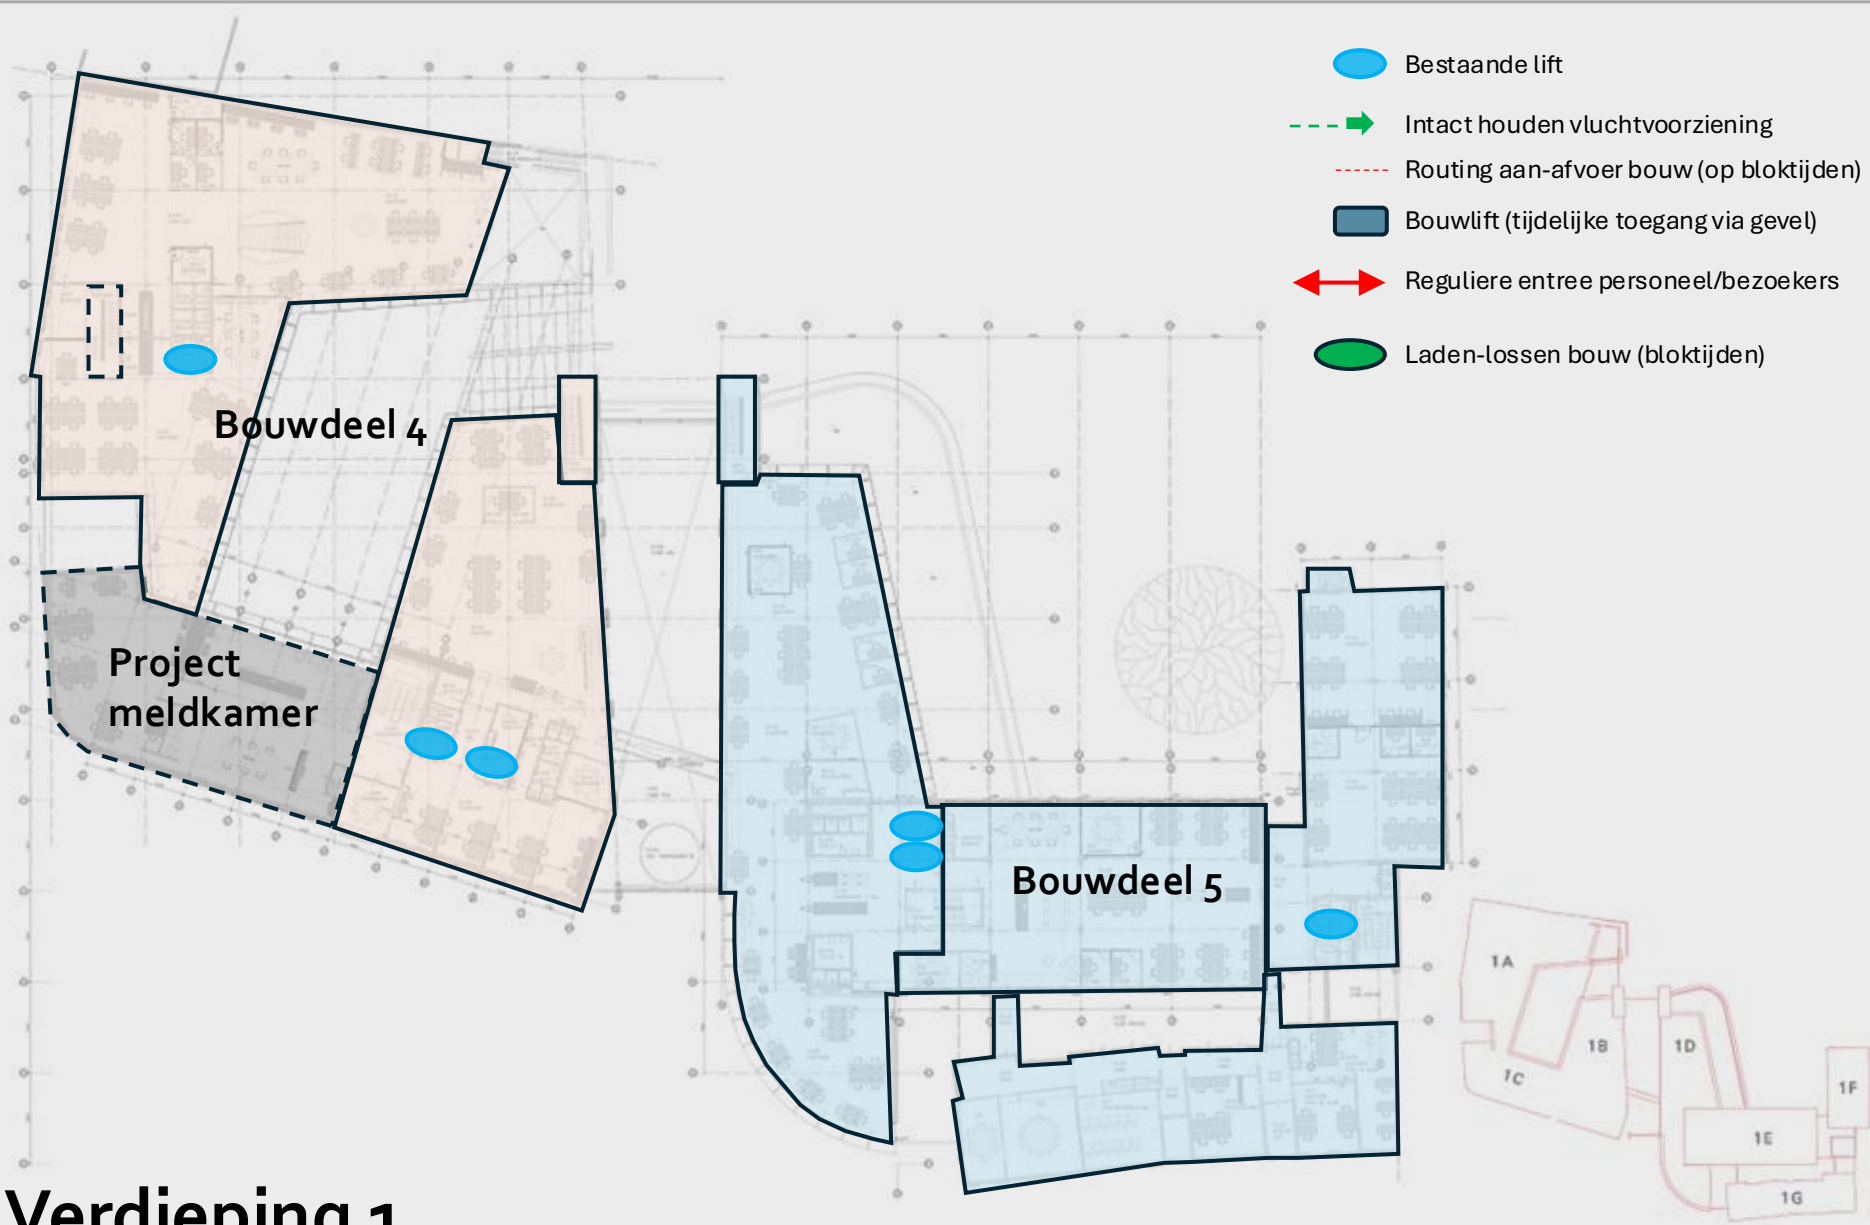 Bestaande lift
Intact houden vluchtvoorziening
Routing aan-afvoer bouw (op bloktijden)
Bouwlift (tijdelijke toegang via gevel)
Reguliere entree personeel/bezoekers
Laden-lossen bouw (bloktijden)
Bouwdeel 4
Project
meldkamer
Bouwdeel 5
1A
1B
1C
1D
1E
1F
1G
Verdieping 1